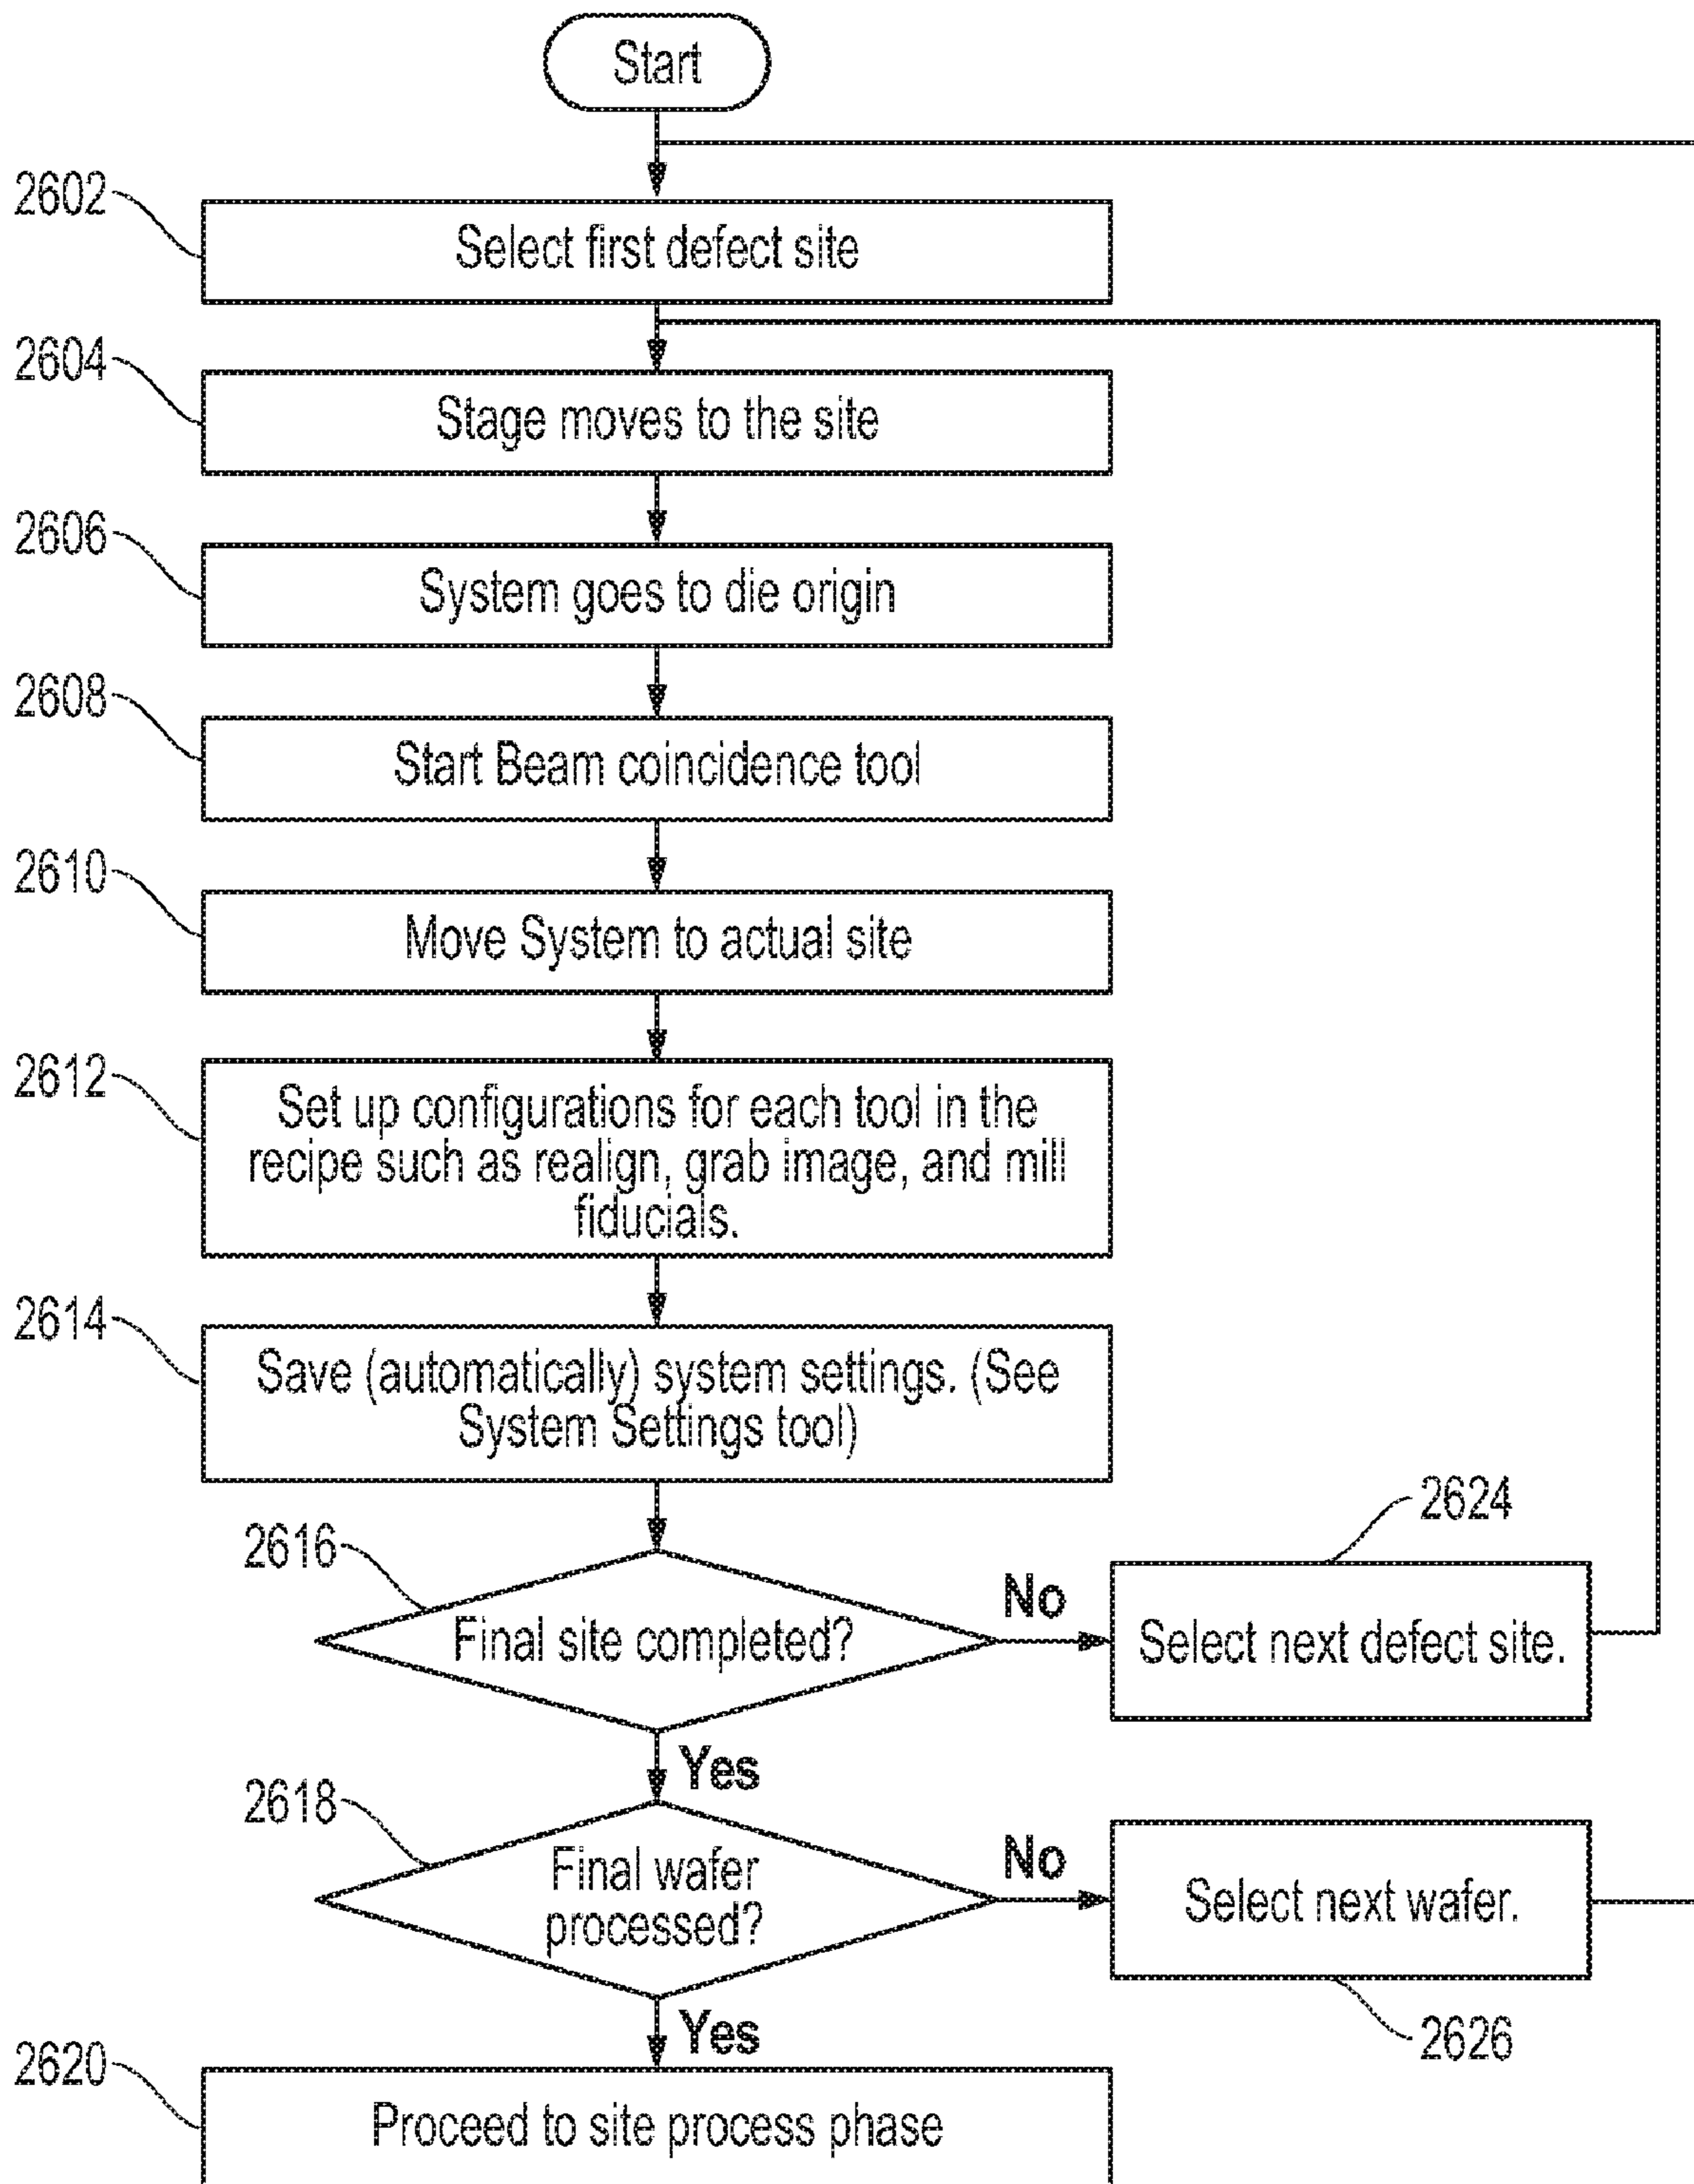 Start
2602
Select first defect site
2604
Stage moves to the site
2606
System goes to die origin
2608
Start Beam coincidence tool
2610
Move System to actual site
2612
Set up configurations for each tool in the
recipe such as realign, grab image, and mill
fiducials.
2614
Save (automatically) system settings. (See
System Settings tool)
2616
Final site completed?
No
2624
Select next defect site.
Yes
2618
Final wafer
processed?
No
Select next wafer.
2626
Yes
2620
Proceed to site process phase